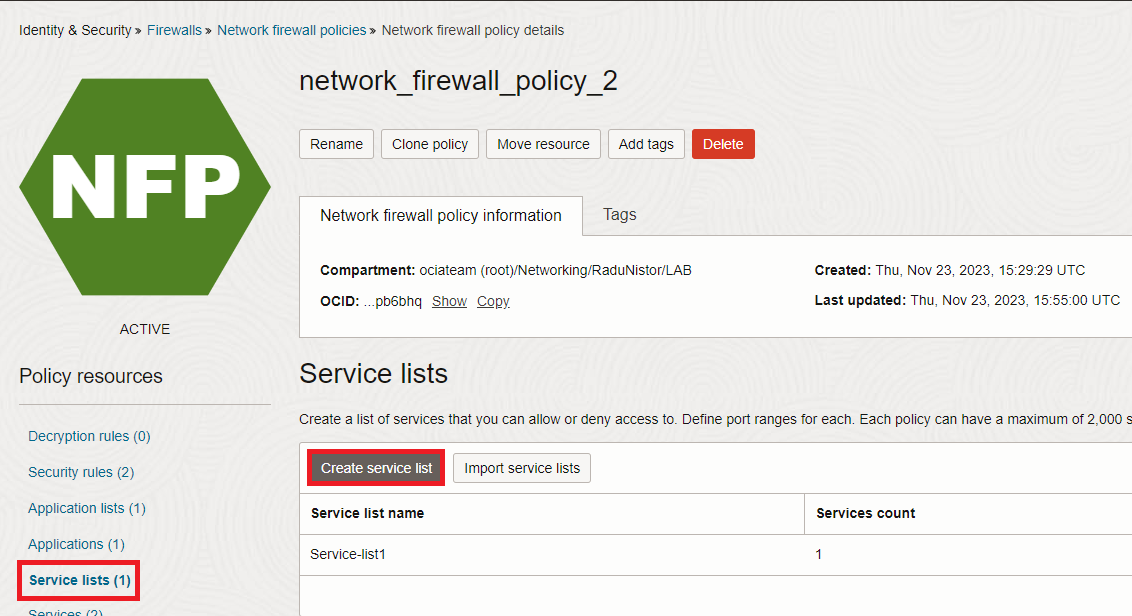 Identity & Security » Firewalls » Network firewall policies » Network firewall policy details
NFP
ACTIVE
network_firewall_policy_2
Rename Clone policy Move resource Add tags Delete
Network firewall policy information Tags
Compartment: ociateam (root)/Networking/RaduNistor/LAB
OCID: ...pb6bhq Show Copy
Created: Thu, Nov 23, 2023, 15:29:29 UTC
Last updated: Thu, Nov 23, 2023, 15:55:00 UTC
Policy resources
Decryption rules (0)
Security rules (2)
Application lists (1)
Applications (1)
Service lists (1)
Services (2)
Service lists
Create a list of services that you can allow or deny access to. Define port ranges for each. Each policy can have a maximum of 2,000 s
Create service list Import service lists
Service list name Services count
Service-list1 1